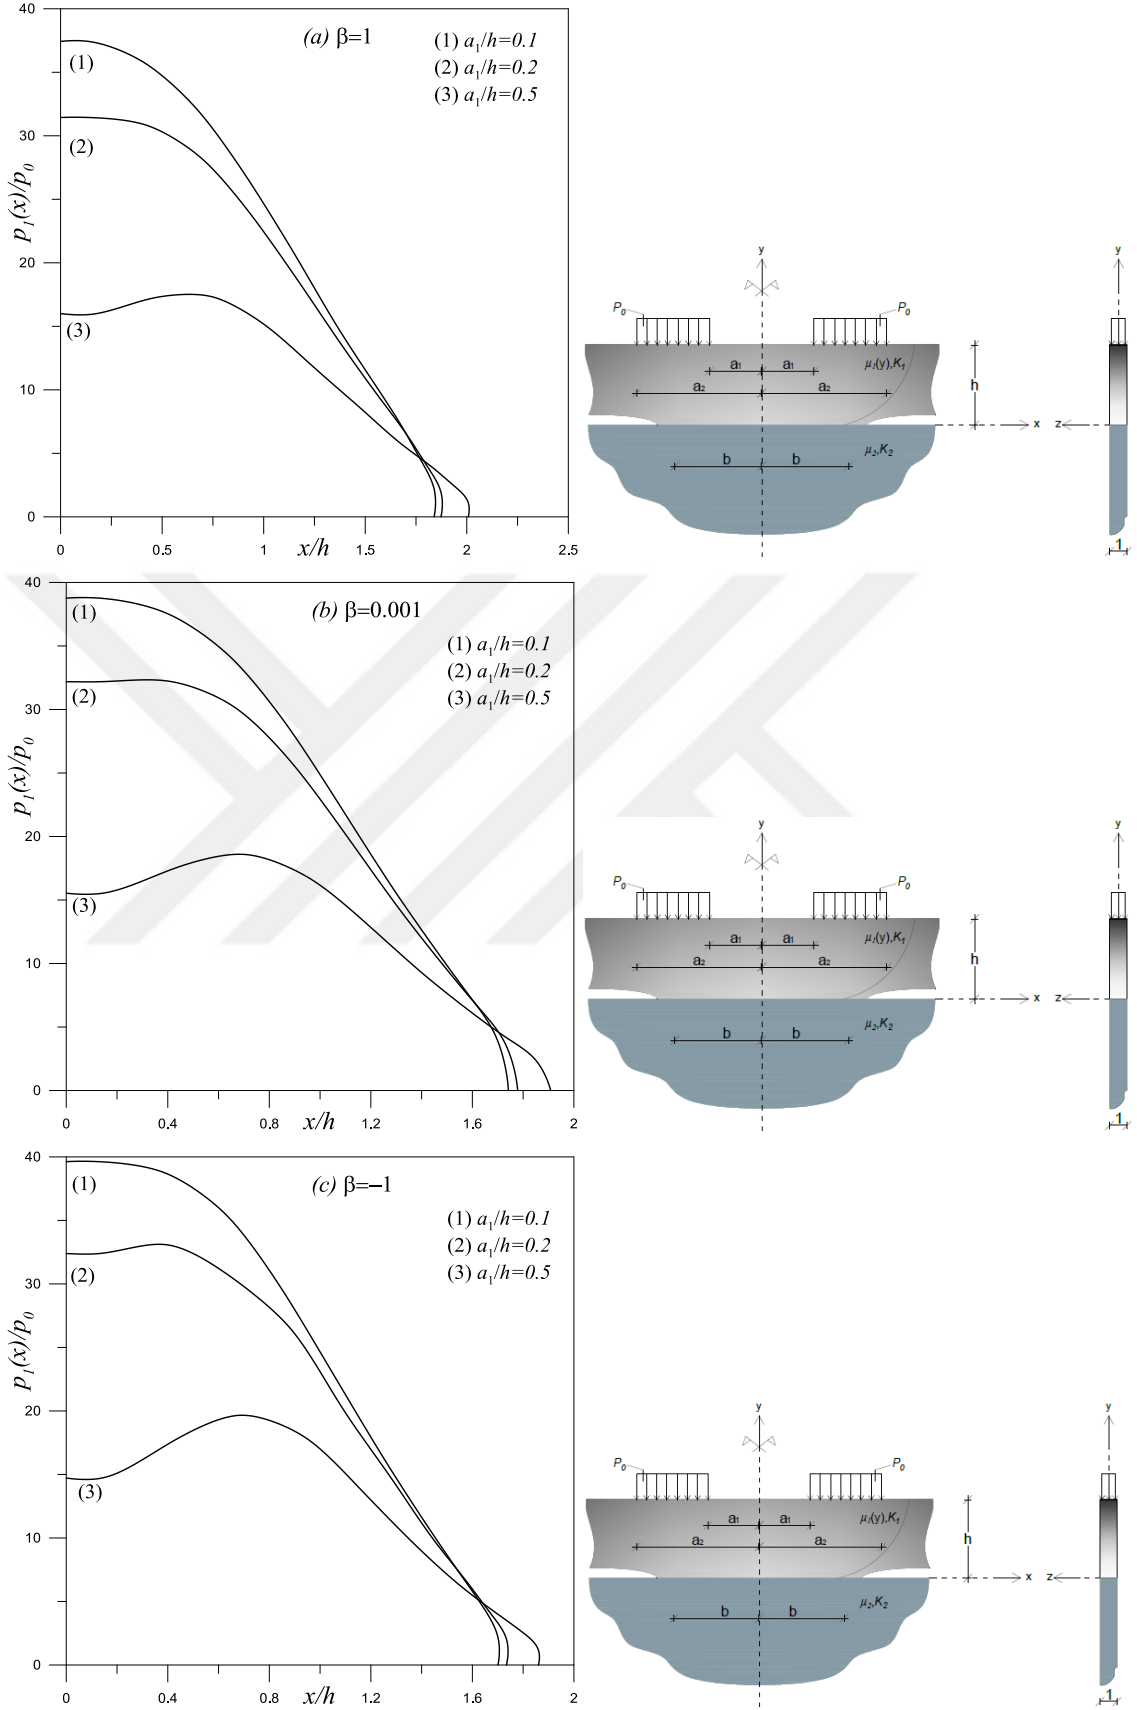 40
(a) β=1
(1) a₁/h=0.1
(2) a₁/h=0.2
(3) a₁/h=0.5
(1)
30
(2)
20
(3)
10
0
p₁(x)/p₀
0 0.5 1 1.5 2 2.5
x/h
y
y
P₀ P₀
a₁ a₁ μ₁(y),K₁
a₂ a₂
h
x z
μ₂,K₂
b b
1
40
(b) β=0.001
(1) a₁/h=0.1
(2) a₁/h=0.2
(3) a₁/h=0.5
(1)
30
(2)
20
(3)
10
0
p₁(x)/p₀
0 0.4 0.8 1.2 1.6 2
x/h
y
y
P₀ P₀
a₁ a₁ μ₁(y),K₁
a₂ a₂
h
x z
μ₂,K₂
b b
1
40
(c) β=−1
(1) a₁/h=0.1
(2) a₁/h=0.2
(3) a₁/h=0.5
(1)
30
(2)
20
(3)
10
0
p₁(x)/p₀
0 0.4 0.8 1.2 1.6 2
x/h
y
y
P₀ P₀
a₁ a₁ μ₁(y),K₁
a₂ a₂
h
x z
μ₂,K₂
b b
1